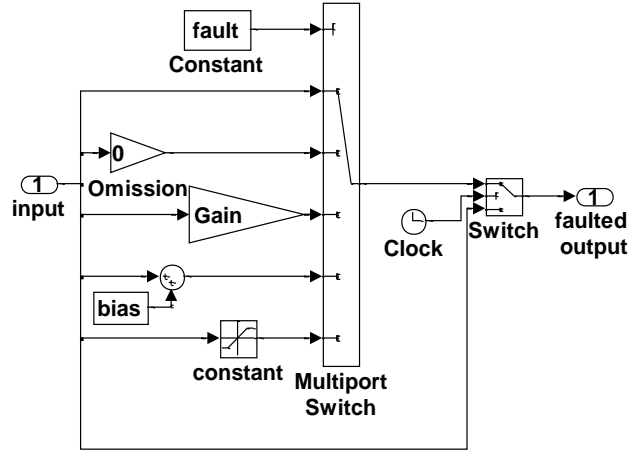 fault
Constant
0
Omission
1
input
Gain
bias
constant
Multiport
Switch
Clock
Switch
1
faulted
output